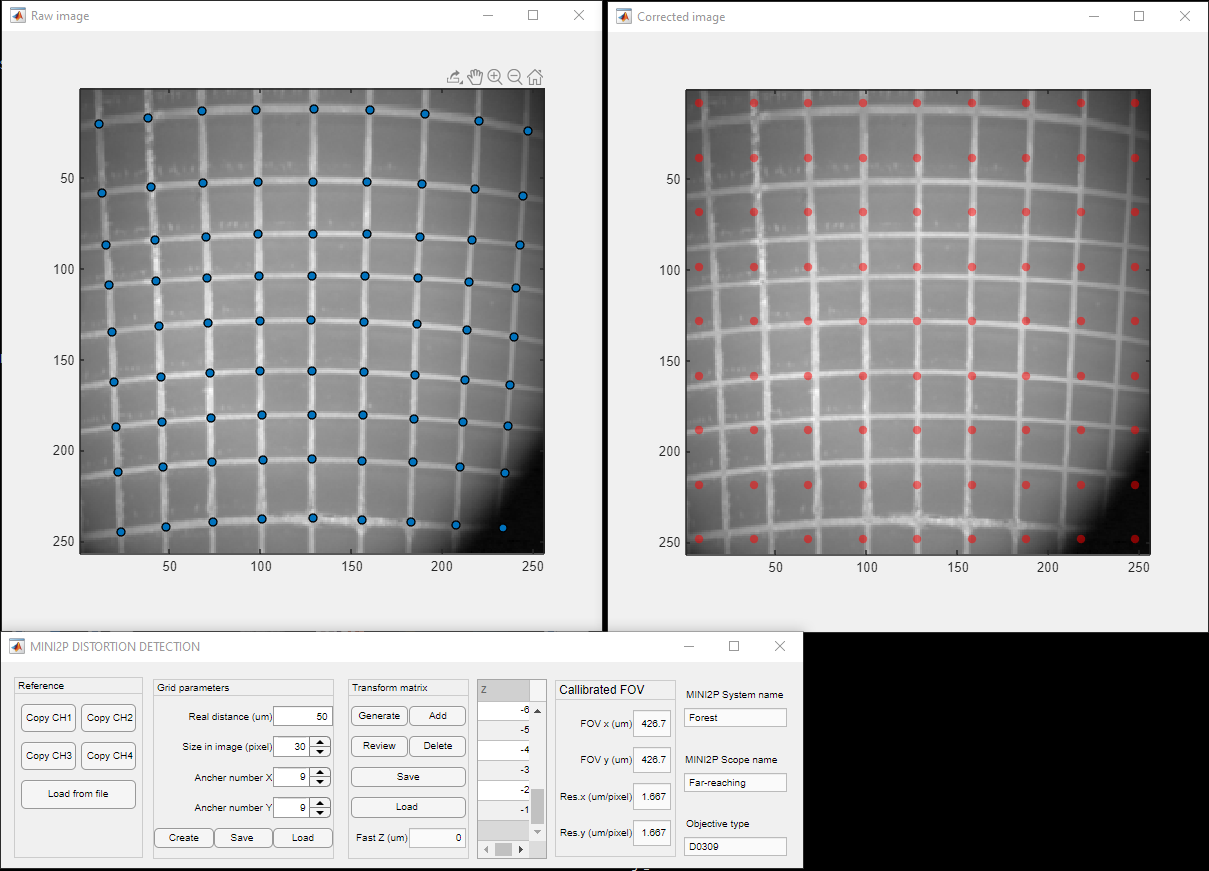 Raw image
Corrected image
50
100
150
200
250
50
100
150
200
250
50
100
150
200
250
50
100
150
200
250
MINI2P DISTORTION DETECTION
Reference
Copy CH1 Copy CH2
Copy CH3 Copy CH4
Load from file
Grid parameters
Real distance (um) 50
Size in image (pixel) 30
Ancher number X 9
Ancher number Y 9
Create Save Load
Transform matrix
Generate Add
Review Delete
Save
Load
Fast Z (um) 0
Z
-6
-5
-4
-3
-2
-1
Callibrated FOV
FOV x (um) 426.7
FOV y (um) 426.7
Res.x (um/pixel) 1.667
Res.y (um/pixel) 1.667
MINI2P System name
Forest
MINI2P Scope name
Far-reaching
Objective type
D0309